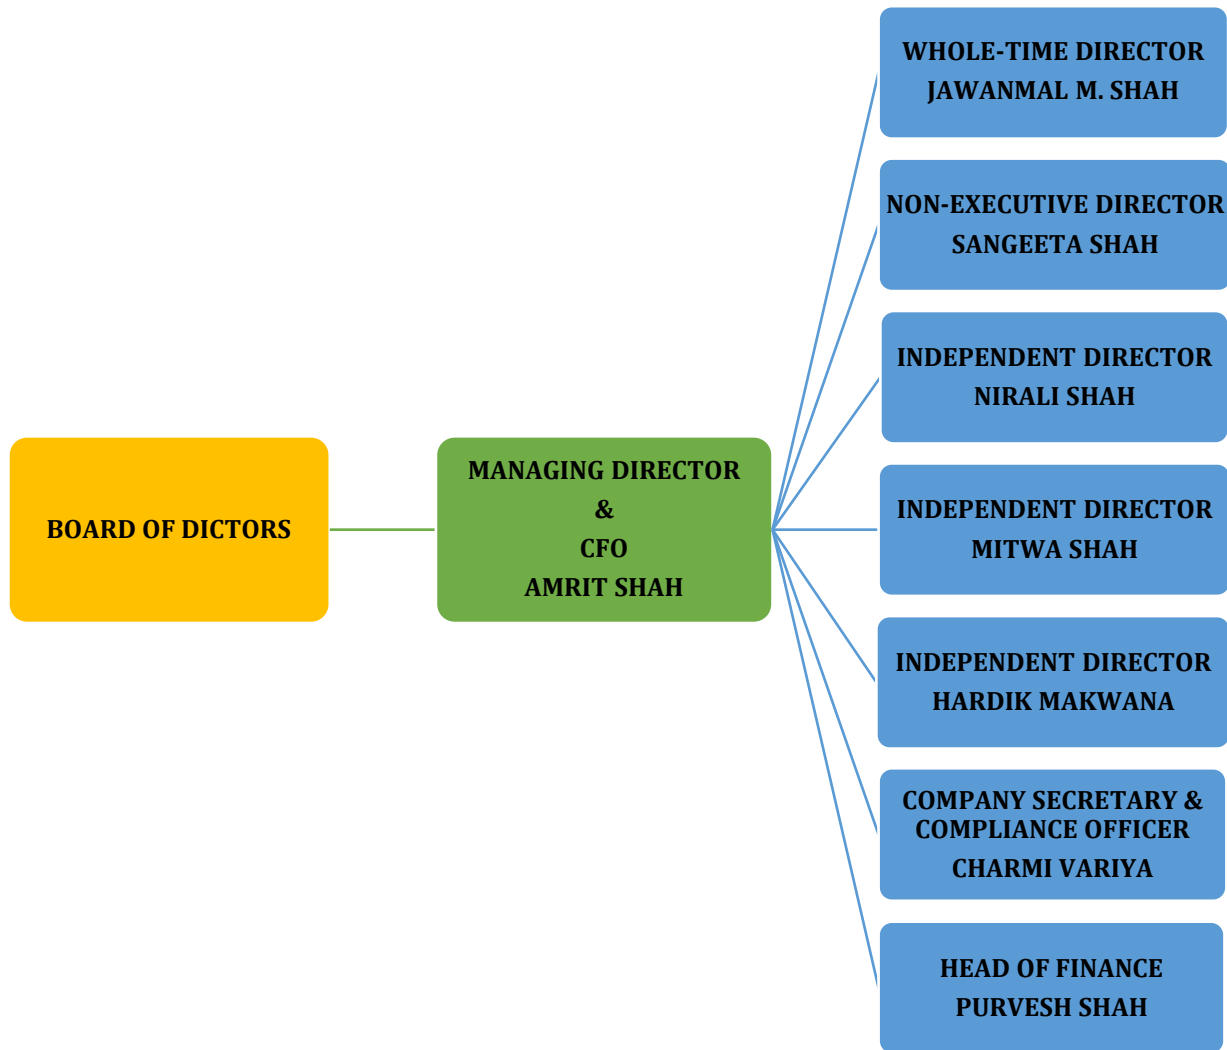 BOARD OF DICTORS
MANAGING DIRECTOR
&
CFO
AMRIT SHAH
WHOLE-TIME DIRECTOR
JAWANMAL M. SHAH
NON-EXECUTIVE DIRECTOR
SANGEETA SHAH
INDEPENDENT DIRECTOR
NIRALI SHAH
INDEPENDENT DIRECTOR
MITWA SHAH
INDEPENDENT DIRECTOR
HARDIK MAKWANA
COMPANY SECRETARY &
COMPLIANCE OFFICER
CHARMI VARIYA
HEAD OF FINANCE
PURVESH SHAH